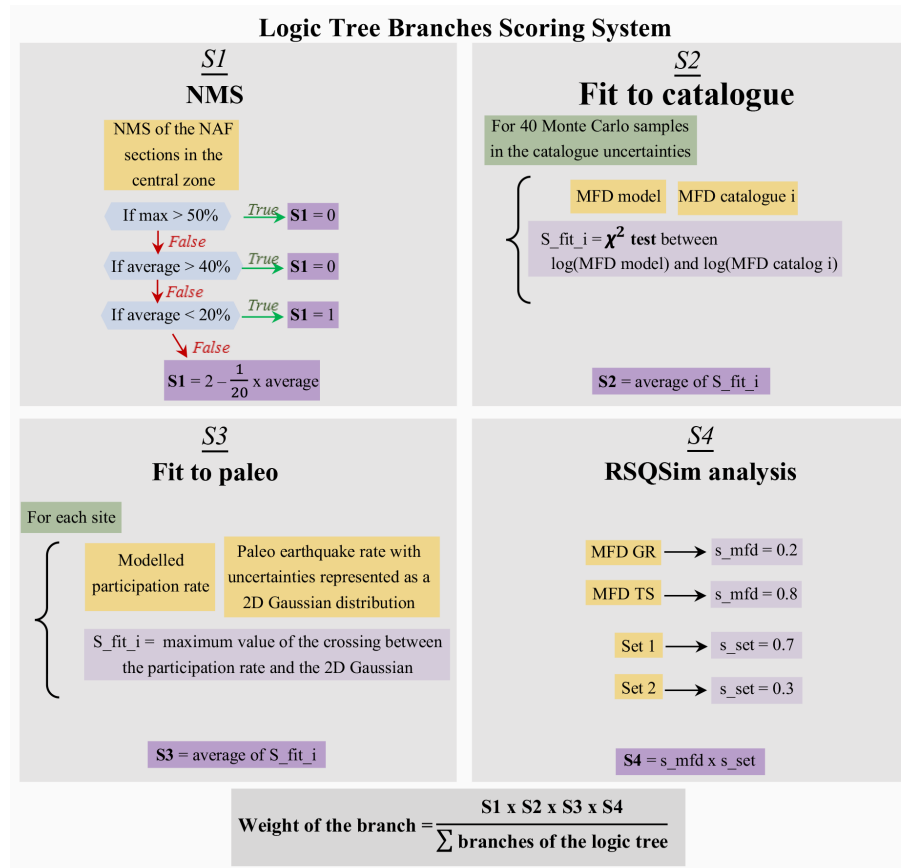 Logic Tree Branches Scoring System
S1
NMS
NMS of the NAF
sections in the
central zone
If max > 50%
True
S1 = 0
False
If average > 40%
True
S1 = 0
False
If average < 20%
True
S1 = 1
False
S1 = 2 – 1/20 x average
S2
Fit to catalogue
For 40 Monte Carlo samples
in the catalogue uncertainties
MFD model
MFD catalogue i
S_fit_i = χ² test between
log(MFD model) and log(MFD catalog i)
S2 = average of S_fit_i
S3
Fit to paleo
For each site
Modelled
participation rate
Paleo earthquake rate with
uncertainties represented as a
2D Gaussian distribution
S_fit_i = maximum value of the crossing between
the participation rate and the 2D Gaussian
S3 = average of S_fit_i
S4
RSQSim analysis
MFD GR
s_mfd = 0.2
MFD TS
s_mfd = 0.8
Set 1
s_set = 0.7
Set 2
s_set = 0.3
S4 = s_mfd x s_set
S1 x S2 x S3 x S4
Weight of the branch =
∑ branches of the logic tree